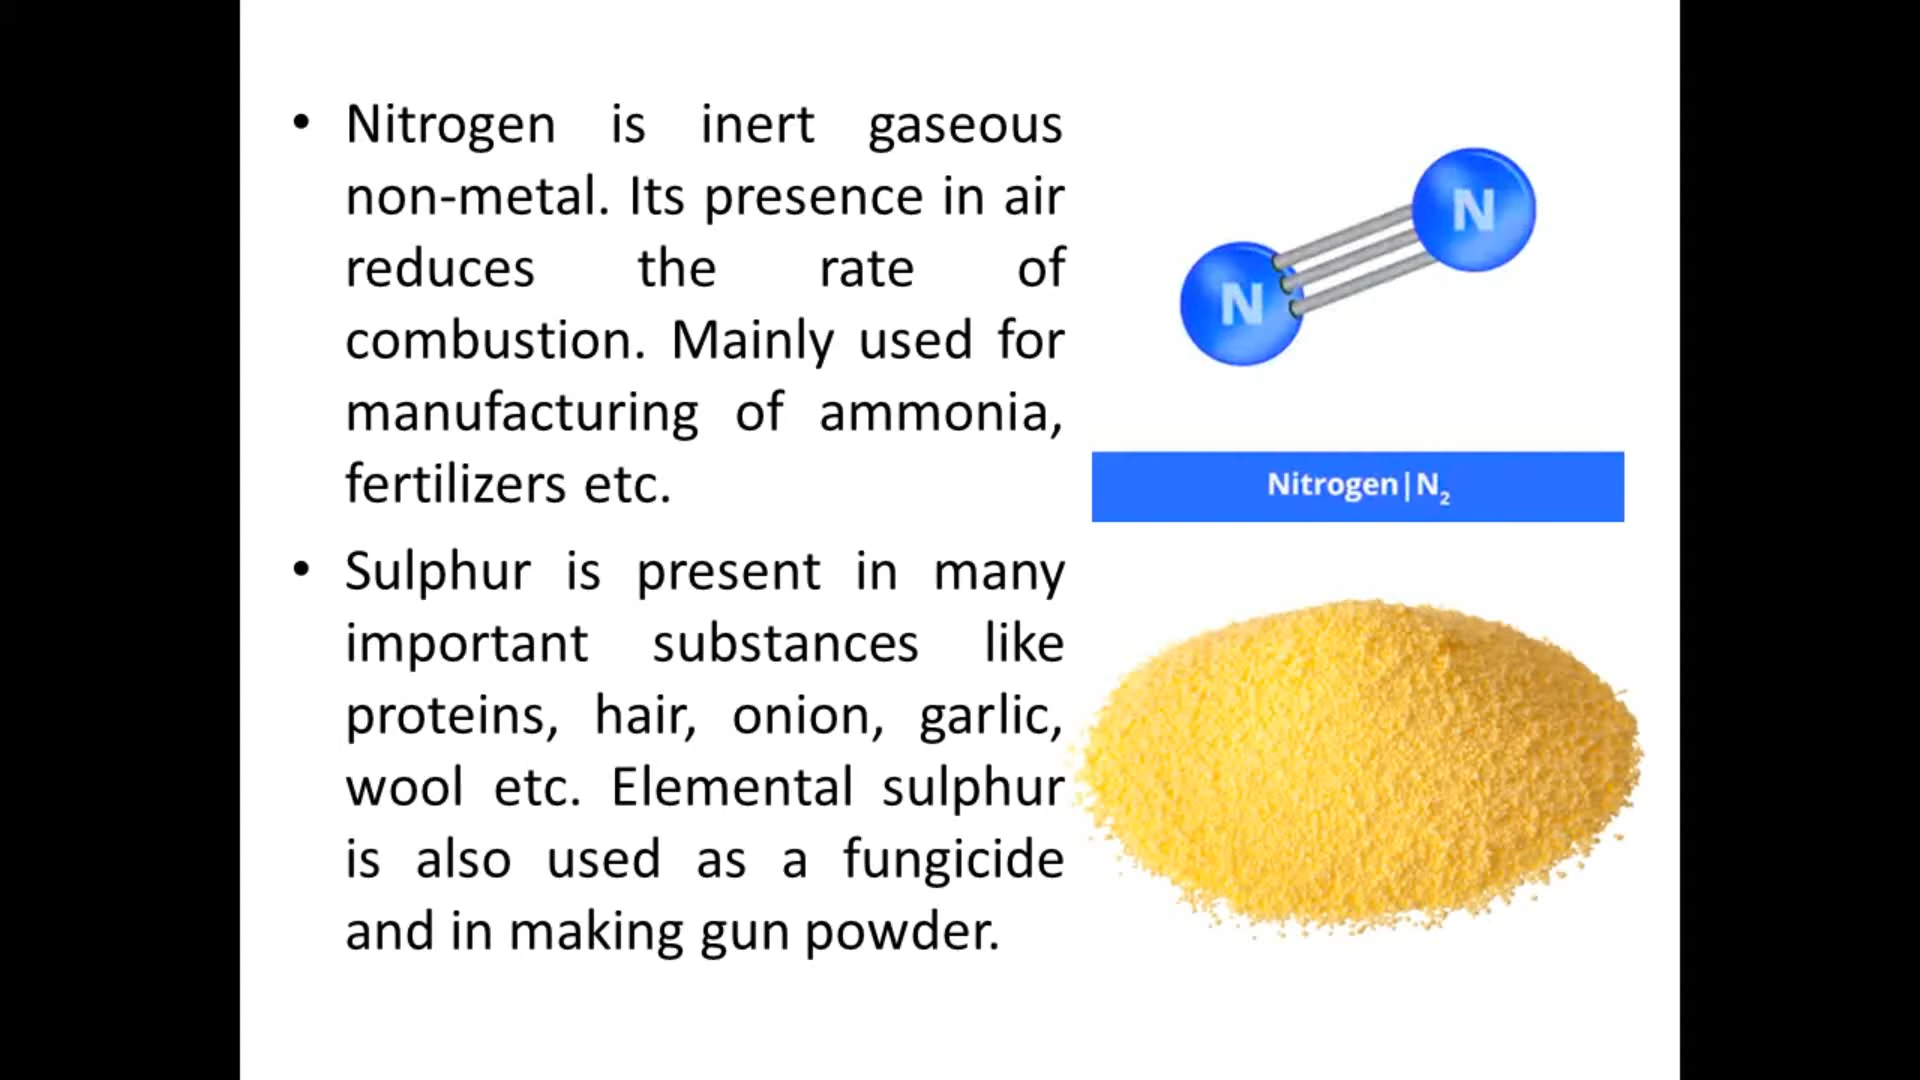 • Nitrogen is inert gaseous
non-metal. Its presence in air
reduces the rate of
combustion. Mainly used for
manufacturing of ammonia,
fertilizers etc.
• Sulphur is present in many
important substances like
proteins, hair, onion, garlic,
wool etc. Elemental sulphur
is also used as a fungicide
and in making gun powder.
N
N
Nitrogen|N₂